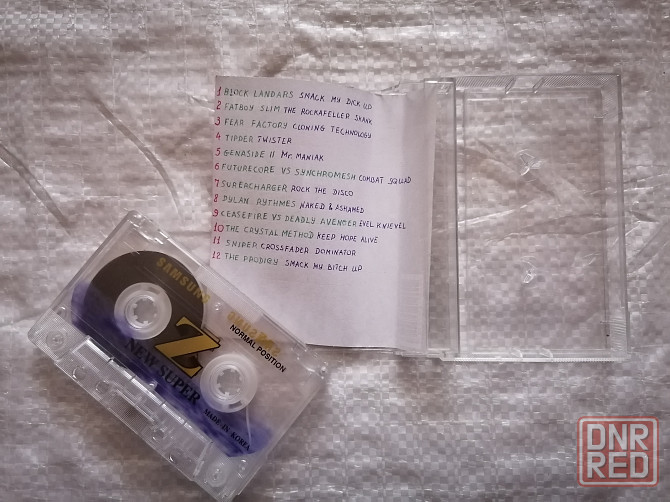 1 BLOCK LANDARS SMACK MY DICK UP
2 FATBOY SLIM THE ROCKAFELLER SKANK
3 FEAR FACTORY CLONING TECHNOLOGY
4 TIPDER TWISTER
5 GENASIDE II Mr. MANIAK
6 FUTURECORE VS SYNCHROMESH COMBAT SQUAD
7 SURFACHARGER ROCK THE DISCO
8 DYLAN RYTHMES NAKED & ASHAMED
9 CEASEFIRE VS DEADLY AVENGER EVEL KNIEVEL
10 THE CRYSTAL METHOD KEEP HOPE ALIVE
11 SNIPER CROSSFADER DOMINATOR
12 THE PRODIGY SMACK MY BITCH UP
SAMSUNG
NORMAL POSITION
Z
NEW SUPER
MADE IN KOREA
DNR
RED